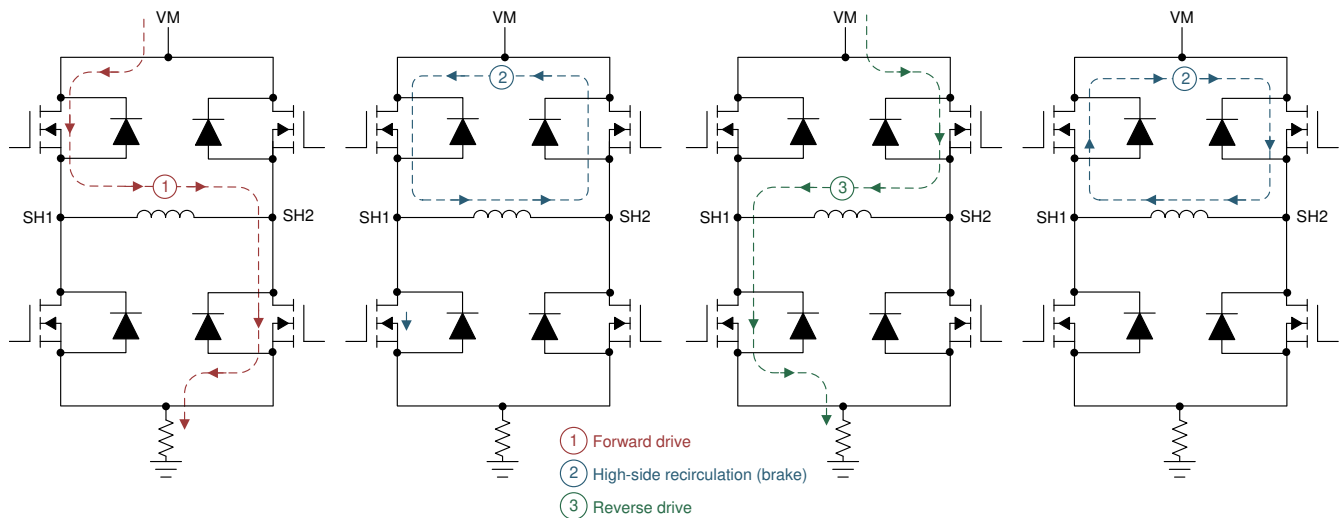 VM
VM
VM
VM
2
2
1
3
SH1
SH2
SH1
SH2
SH1
SH2
SH1
SH2
1 Forward drive
2 High-side recirculation (brake)
3 Reverse drive